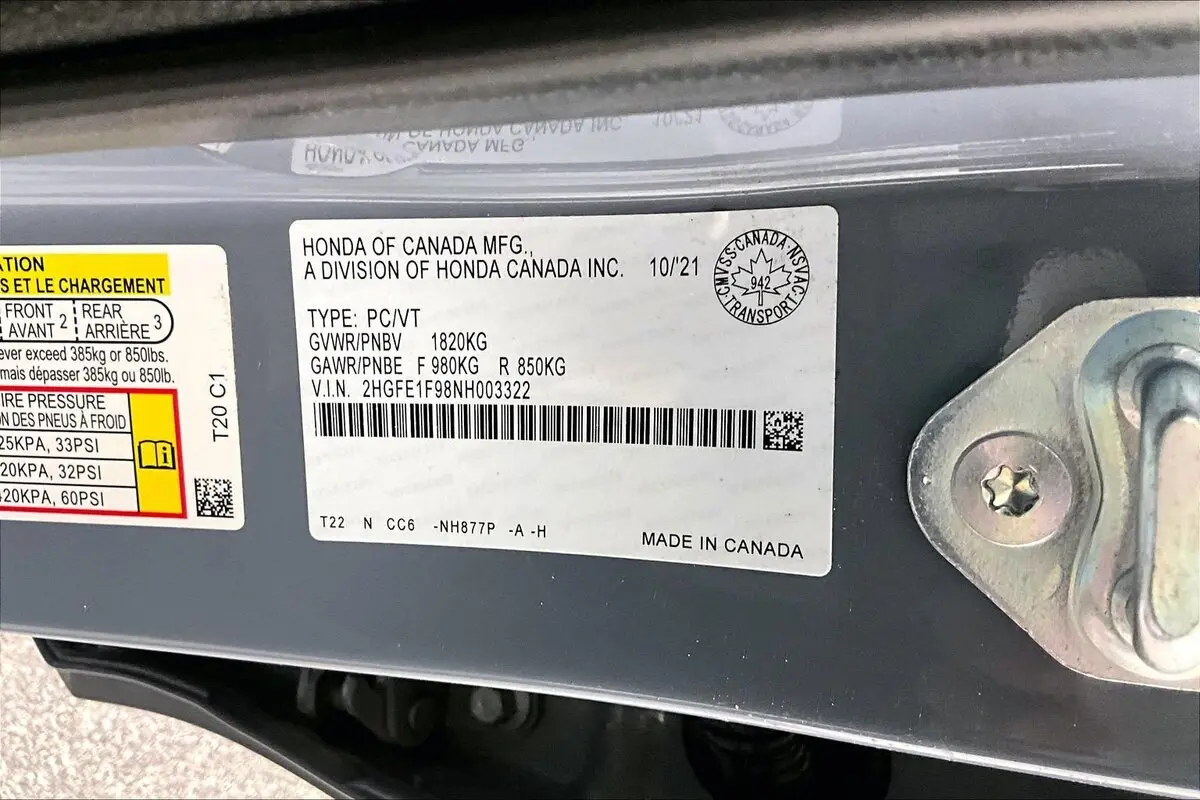 TION
S ET LE CHARGEMENT
FRONT AVANT 2 REAR ARRIÈRE 3
ever exceed 385kg or 850lbs.
mais dépasser 385kg ou 850lb.
IRE PRESSURE
ON DES PNEUS À FROID
25KPA, 33PSI
20KPA, 32PSI
420KPA, 60PSI
T20 C1
HONDA OF CANADA MFG.,
A DIVISION OF HONDA CANADA INC. 10/'21
CMVSS·CANADA·NSVAC·TRANSPORT·
942
TYPE: PC/VT
GVWR/PNBV 1820KG
GAWR/PNBE F 980KG R 850KG
V.I.N. 2HGFE1F98NH003322
T22 N CC6 -NH877P -A -H
MADE IN CANADA